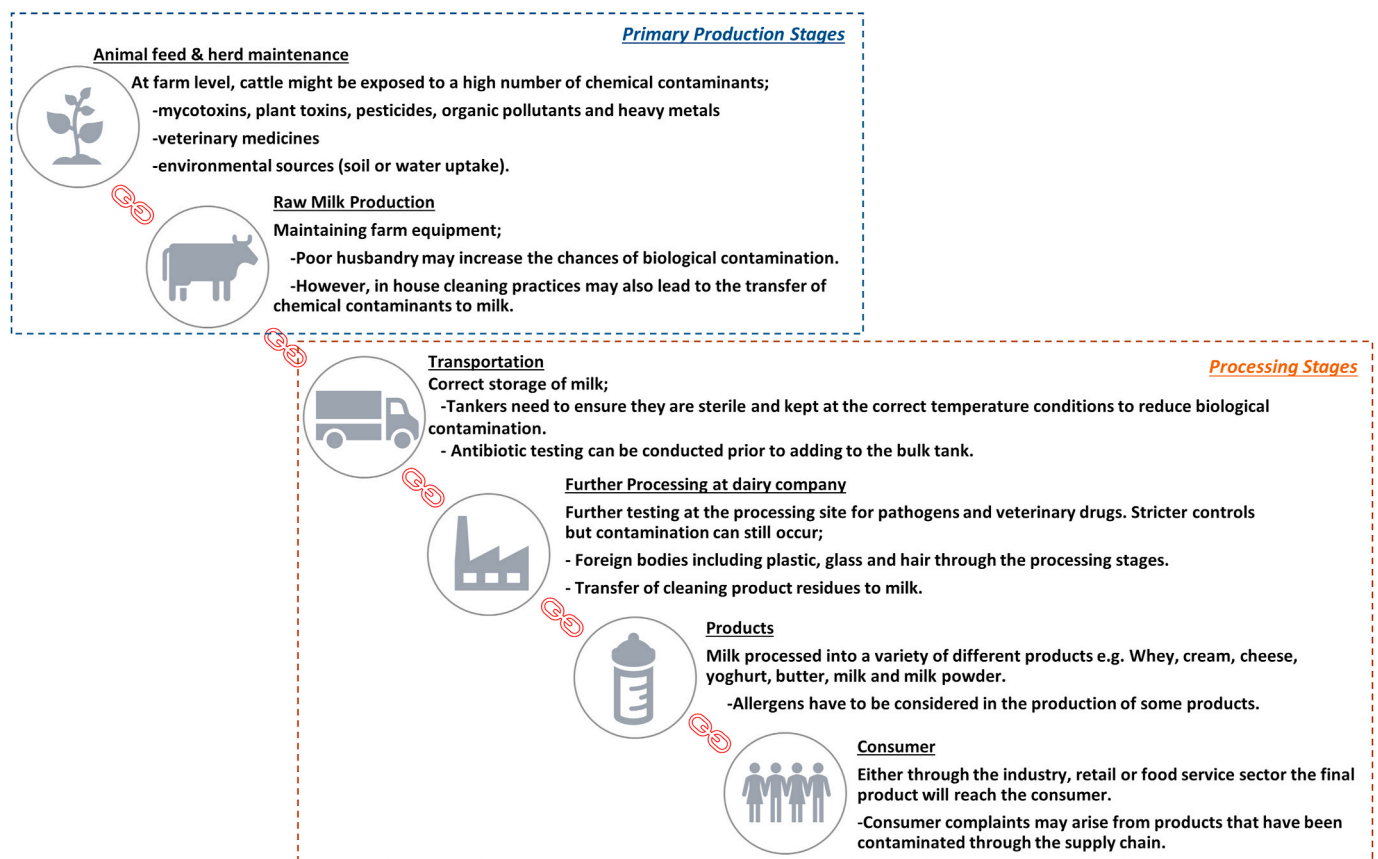 Primary Production Stages
Animal feed & herd maintenance
At farm level, cattle might be exposed to a high number of chemical contaminants;
-mycotoxins, plant toxins, pesticides, organic pollutants and heavy metals
-veterinary medicines
-environmental sources (soil or water uptake).
Raw Milk Production
Maintaining farm equipment;
-Poor husbandry may increase the chances of biological contamination.
-However, in house cleaning practices may also lead to the transfer of
chemical contaminants to milk.
Processing Stages
Transportation
Correct storage of milk;
-Tankers need to ensure they are sterile and kept at the correct temperature conditions to reduce biological
contamination.
- Antibiotic testing can be conducted prior to adding to the bulk tank.
Further Processing at dairy company
Further testing at the processing site for pathogens and veterinary drugs. Stricter controls
but contamination can still occur;
- Foreign bodies including plastic, glass and hair through the processing stages.
- Transfer of cleaning product residues to milk.
Products
Milk processed into a variety of different products e.g. Whey, cream, cheese,
yoghurt, butter, milk and milk powder.
-Allergens have to be considered in the production of some products.
Consumer
Either through the industry, retail or food service sector the final
product will reach the consumer.
-Consumer complaints may arise from products that have been
contaminated through the supply chain.